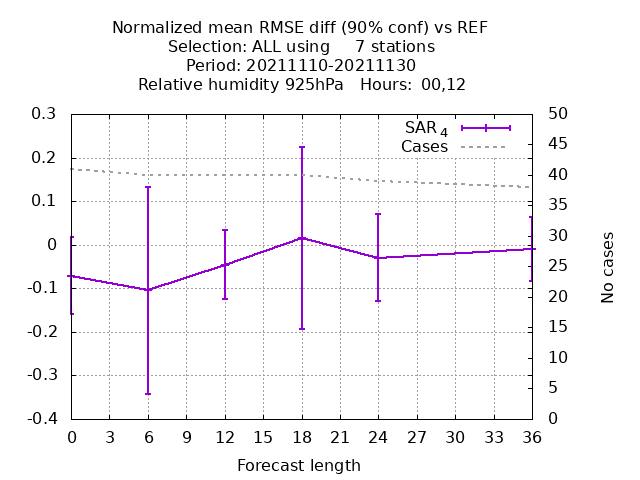 Normalized mean RMSE diff (90% conf) vs REF
Selection: ALL using     7 stations
Period: 20211110-20211130
Relative humidity 925hPa   Hours: 00,12
0.3
0.2
0.1
0
-0.1
-0.2
-0.3
-0.4
SAR 4
Cases
50
45
40
35
30
25
20
15
10
5
0
No cases
0 3 6 9 12 15 18 21 24 27 30 33 36
Forecast length